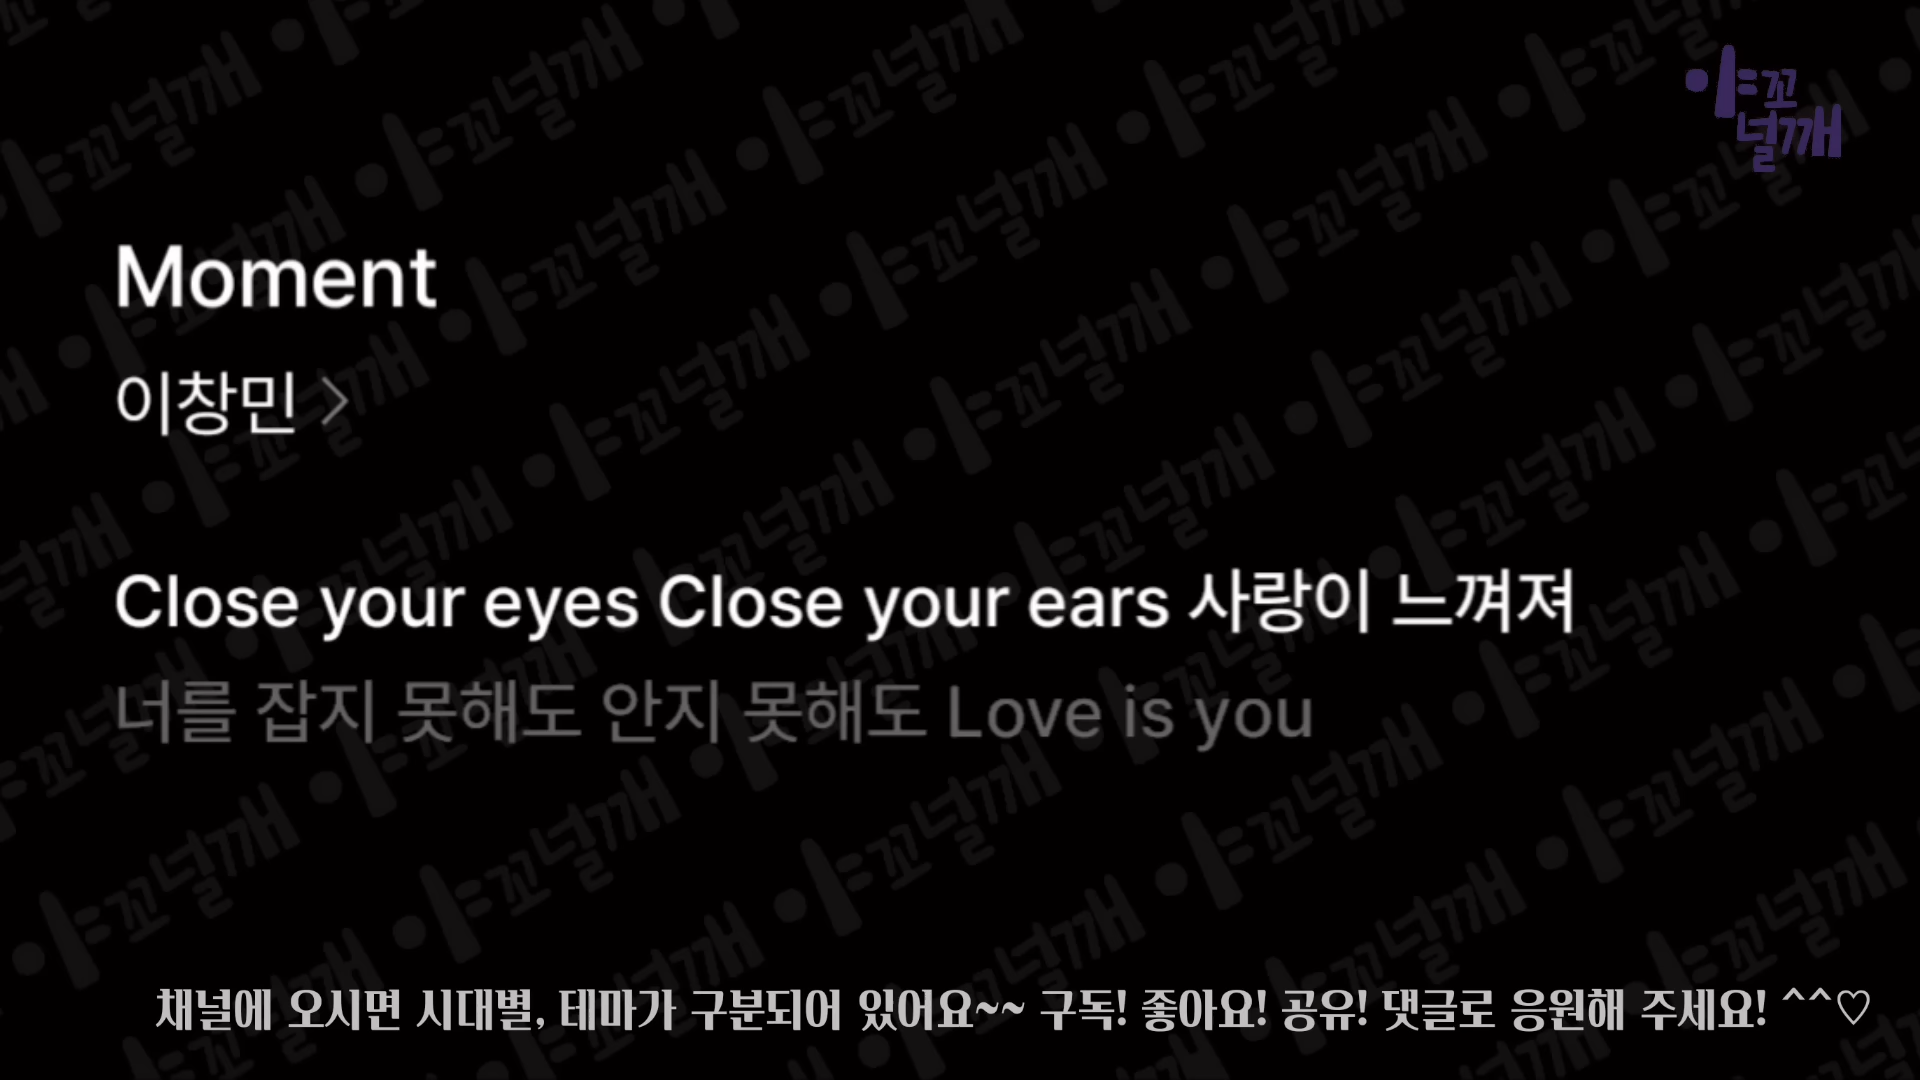 야꼬
널깨
Moment
이창민 >
Close your eyes Close your ears 사랑이 느껴져
너를 잡지 못해도 안지 못해도 Love is you
채널에 오시면 시대별, 테마가 구분되어 있어요~~ 구독! 좋아요! 공유! 댓글로 응원해 주세요! ^^♡